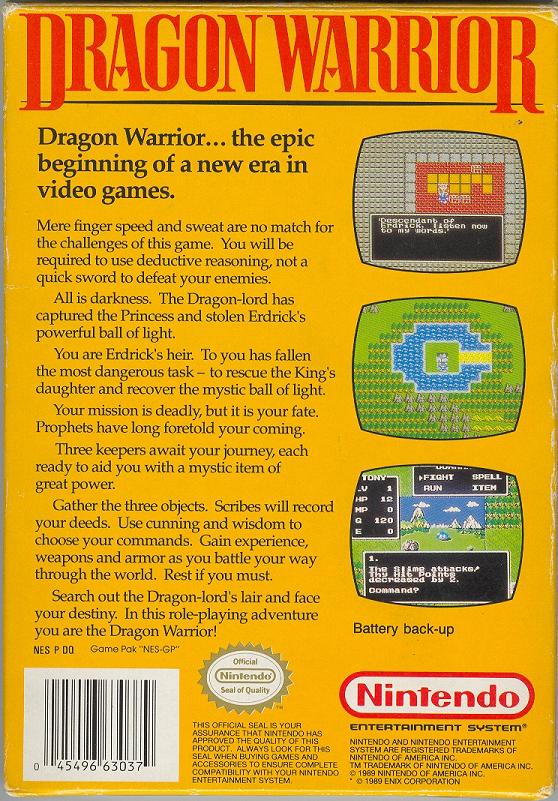 DRAGON WARRIOR
Dragon Warrior... the epic
beginning of a new era in
video games.
Mere finger speed and sweat are no match for
the challenges of this game. You will be
required to use deductive reasoning, not a
quick sword to defeat your enemies.
All is darkness. The Dragon-lord has
captured the Princess and stolen Erdrick's
powerful ball of light.
You are Erdrick's heir. To you has fallen
the most dangerous task – to rescue the King's
daughter and recover the mystic ball of light.
Your mission is deadly, but it is your fate.
Prophets have long foretold your coming.
Three keepers await your journey, each
ready to aid you with a mystic item of
great power.
Gather the three objects. Scribes will record
your deeds. Use cunning and wisdom to
choose your commands. Gain experience,
weapons and armor as you battle your way
through the world. Rest if you must.
Search out the Dragon-lord's lair and face
your destiny. In this role-playing adventure
you are the Dragon Warrior!
'Descendant of
Erdrick, listen now
to my words.'
TONY
LV 1
HP 12
MP 0
G 120
E 0
FIGHT SPELL
RUN ITEM
1.
The Slime attacks!
Thy Hit Points
decreased by 2.
Command?
Battery back-up
NES P DQ Game Pak "NES-GP"
0 45496 63037
Official
Nintendo
Seal of Quality
THIS OFFICIAL SEAL IS YOUR
ASSURANCE THAT NINTENDO HAS
APPROVED THE QUALITY OF THIS
PRODUCT. ALWAYS LOOK FOR THIS
SEAL WHEN BUYING GAMES AND
ACCESSORIES TO ENSURE COMPLETE
COMPATIBILITY WITH YOUR NINTENDO
ENTERTAINMENT SYSTEM.
Nintendo
ENTERTAINMENT SYSTEM®
NINTENDO AND NINTENDO ENTERTAINMENT
SYSTEM ARE REGISTERED TRADEMARKS OF
NINTENDO OF AMERICA INC.
TM TRADEMARK OF NINTENDO OF AMERICA INC.
© 1989 NINTENDO OF AMERICA INC.
© 1989 ENIX CORPORATION